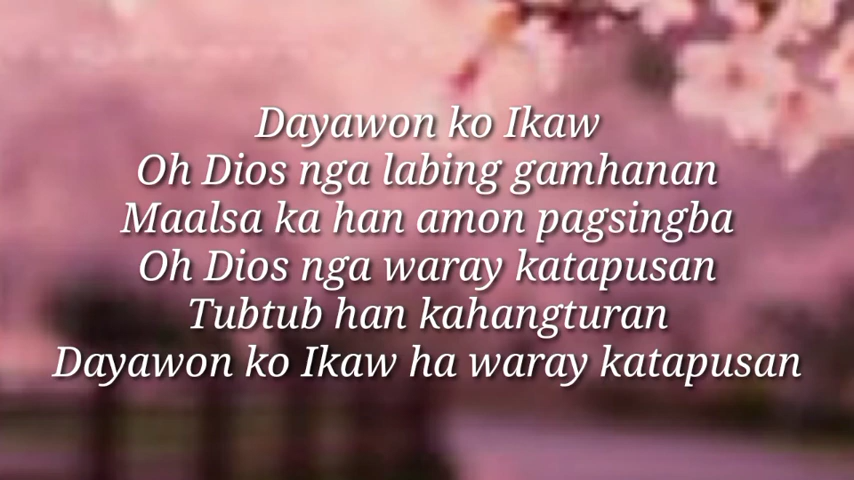 Dayawon ko Ikaw
Oh Dios nga labing gamhanan
Maalsa ka han amon pagsingba
Oh Dios nga waray katapusan
Tubtub han kahangturan
Dayawon ko Ikaw ha waray katapusan